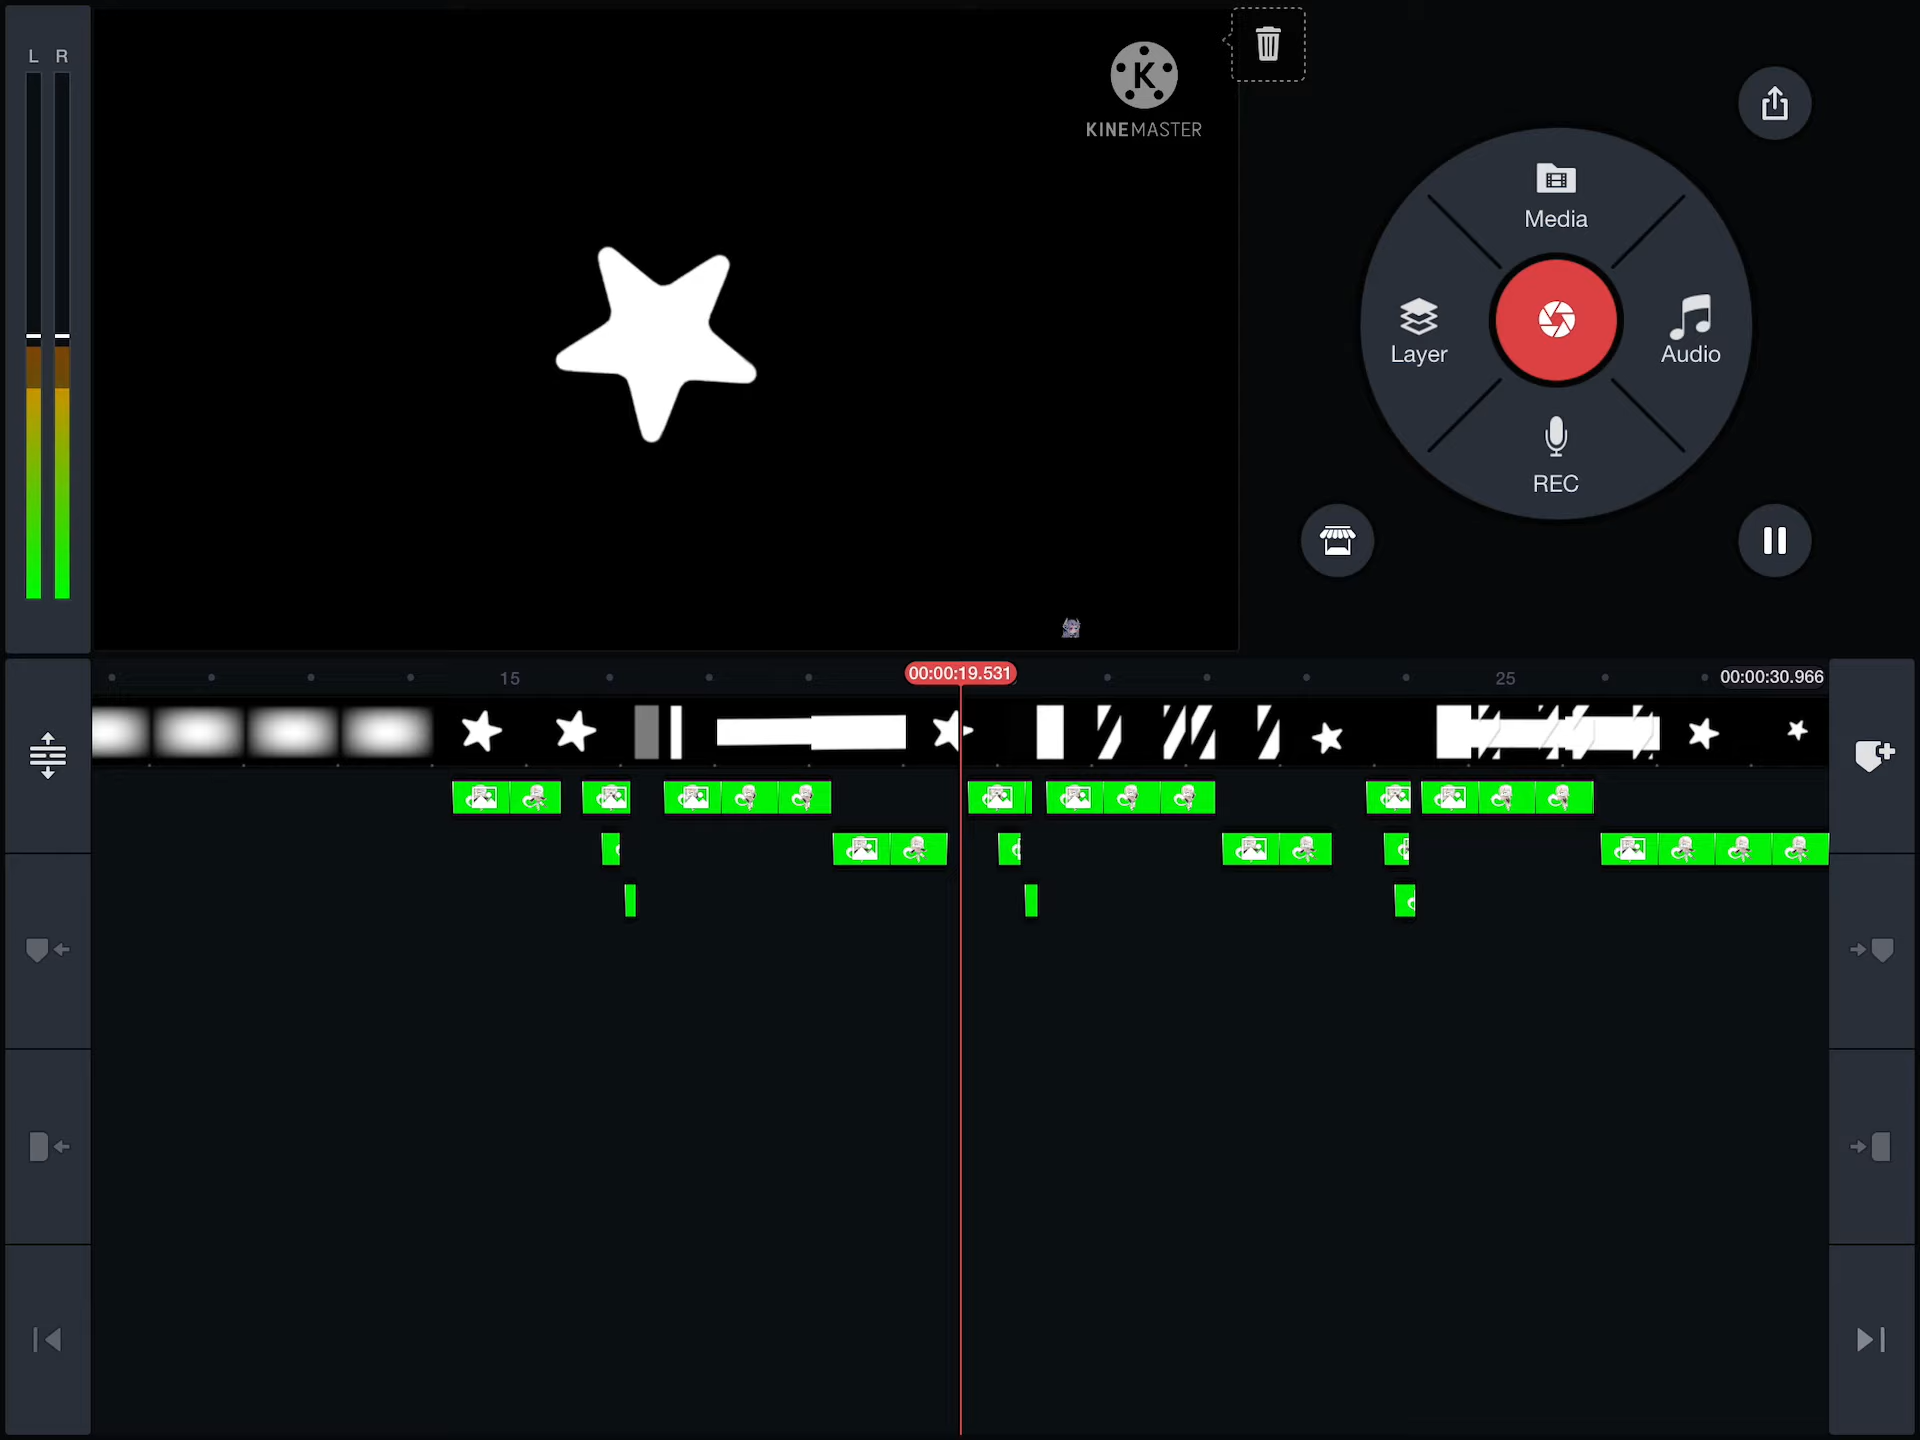 L R
K
KINEMASTER
Media
Layer
Audio
REC
15
00:00:19.531
25
00:00:30.966